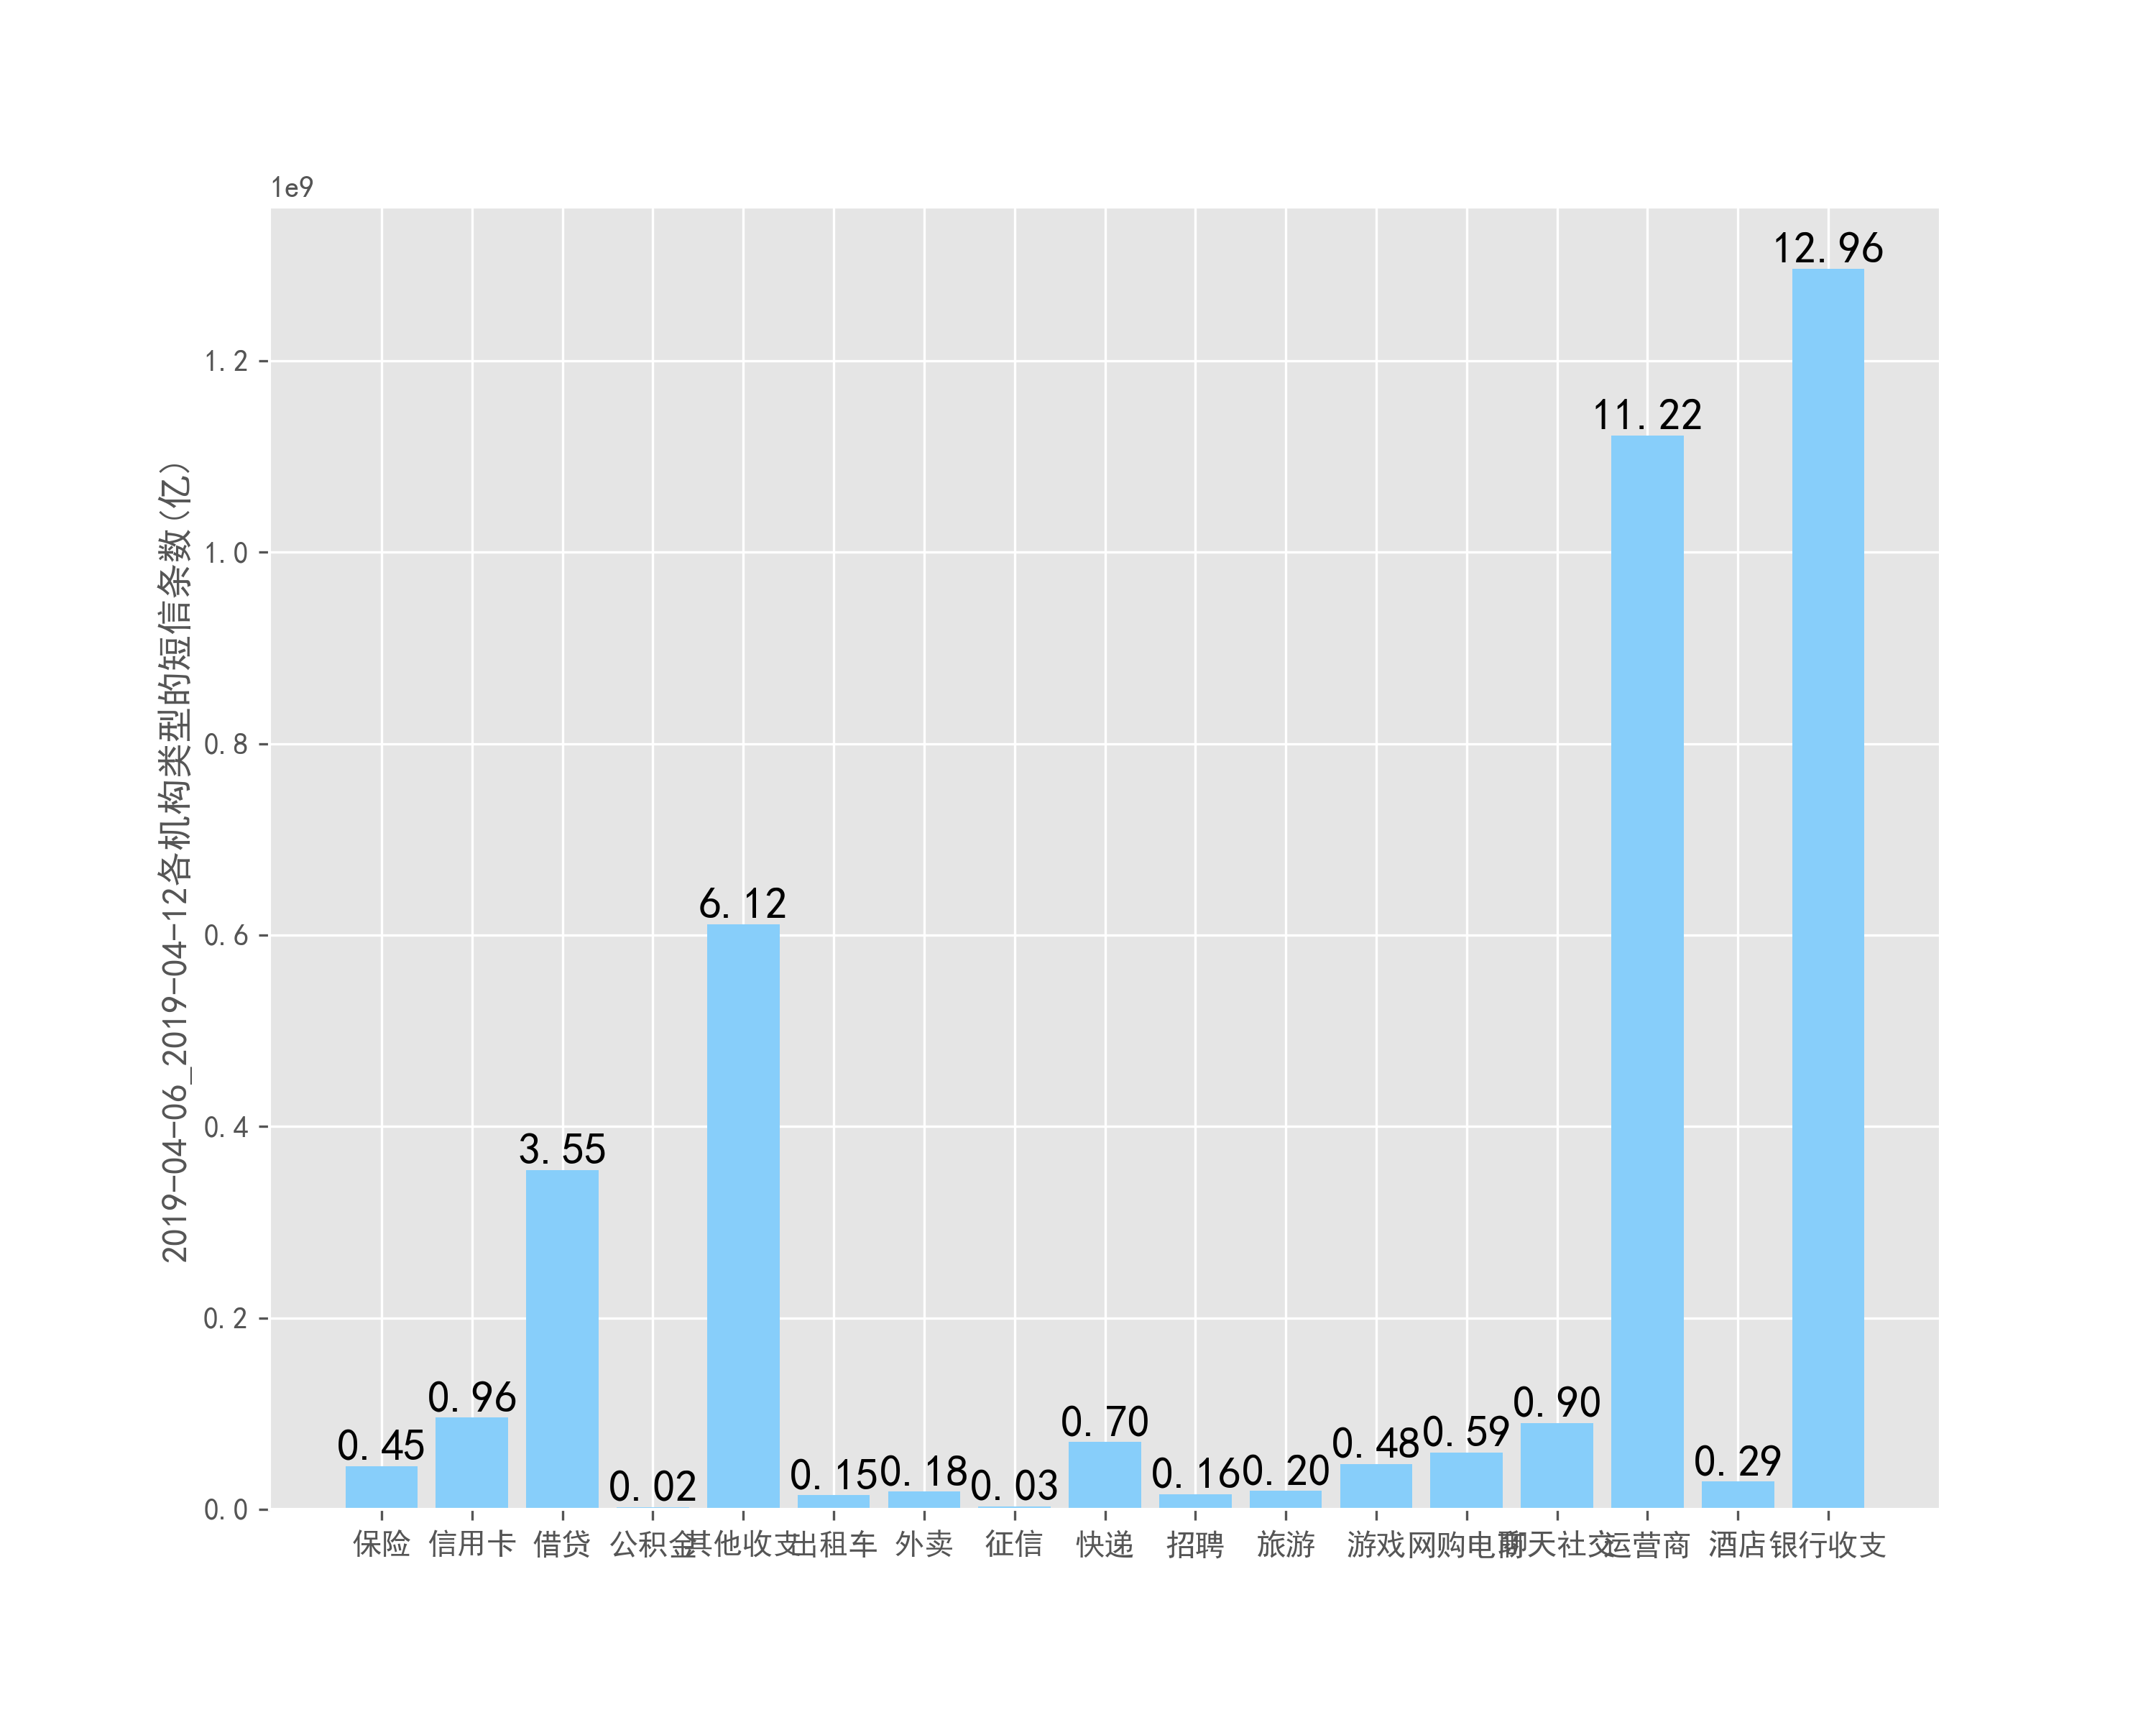 1e9
2019-04-06_2019-04-12各机构类型的短信条数(亿)
1.2
1.0
0.8
0.6
0.4
0.2
0.0
0.45
0.96
3.55
0.02
6.12
0.15
0.18
0.03
0.70
0.16
0.20
0.48
0.59
0.90
11.22
0.29
12.96
保险
信用卡
借贷
公积金
其他收支
出租车
外卖
征信
快递
招聘
旅游
游戏
网购电商
聊天社交
运营商
酒店
银行收支